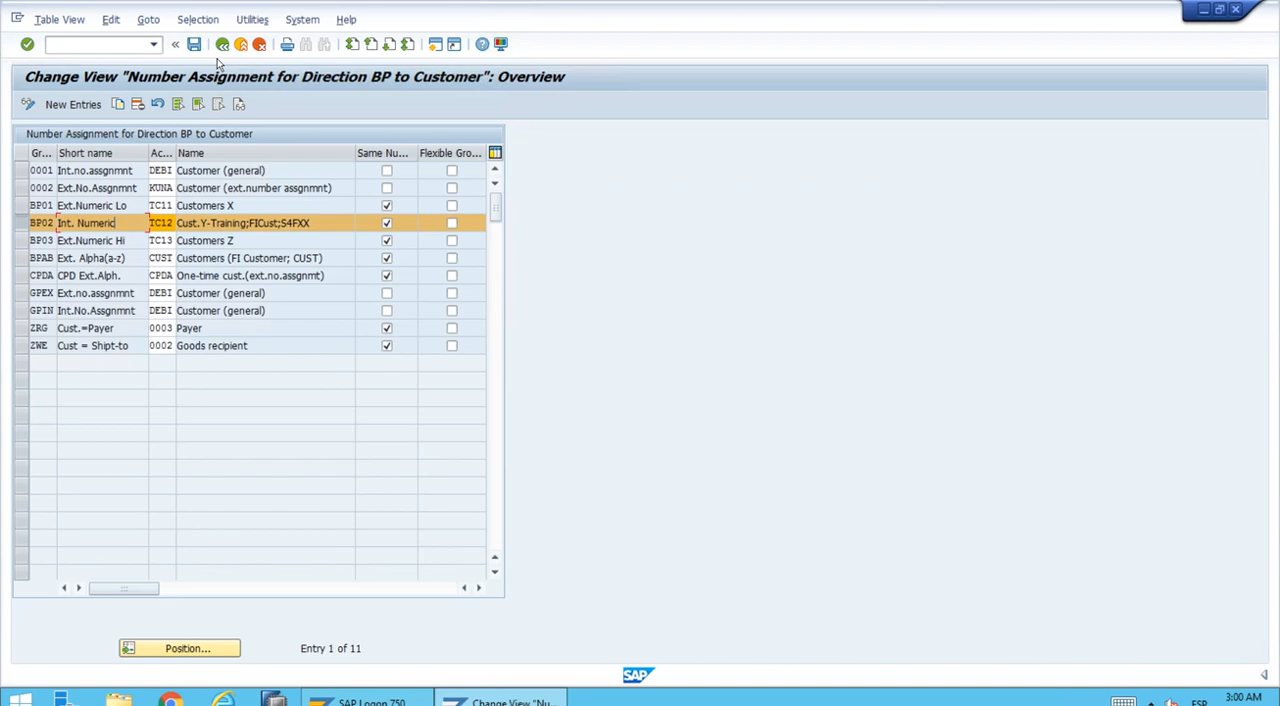 Table View Edit Goto Selection Utilities System Help
Change View "Number Assignment for Direction BP to Customer": Overview
New Entries
Number Assignment for Direction BP to Customer
Gr... Short name Ac... Name Same Nu... Flexible Gro...
0001 Int.no.assgnmnt DEBI Customer (general)
0002 Ext.No.Assgnmnt KUNA Customer (ext.number assgnmt)
BP01 Ext.Numeric Lo TC11 Customers X
BP02 Int. Numeric TC12 Cust.Y-Training;FICust;S4FXX
BP03 Ext.Numeric Hi TC13 Customers Z
BPAB Ext. Alpha(a-z) CUST Customers (FI Customer; CUST)
CPDA CPD Ext.Alph. CPDA One-time cust.(ext.no.assgnmt)
GPEX Ext.no.assgnmnt DEBI Customer (general)
GPIN Int.No.Assgnmnt DEBI Customer (general)
ZRG Cust.=Payer 0003 Payer
ZWE Cust = Shipt-to 0002 Goods recipient
Position... Entry 1 of 11
SAP
SAP Logon 750 Change View "Nu... ESP 3:00 AM